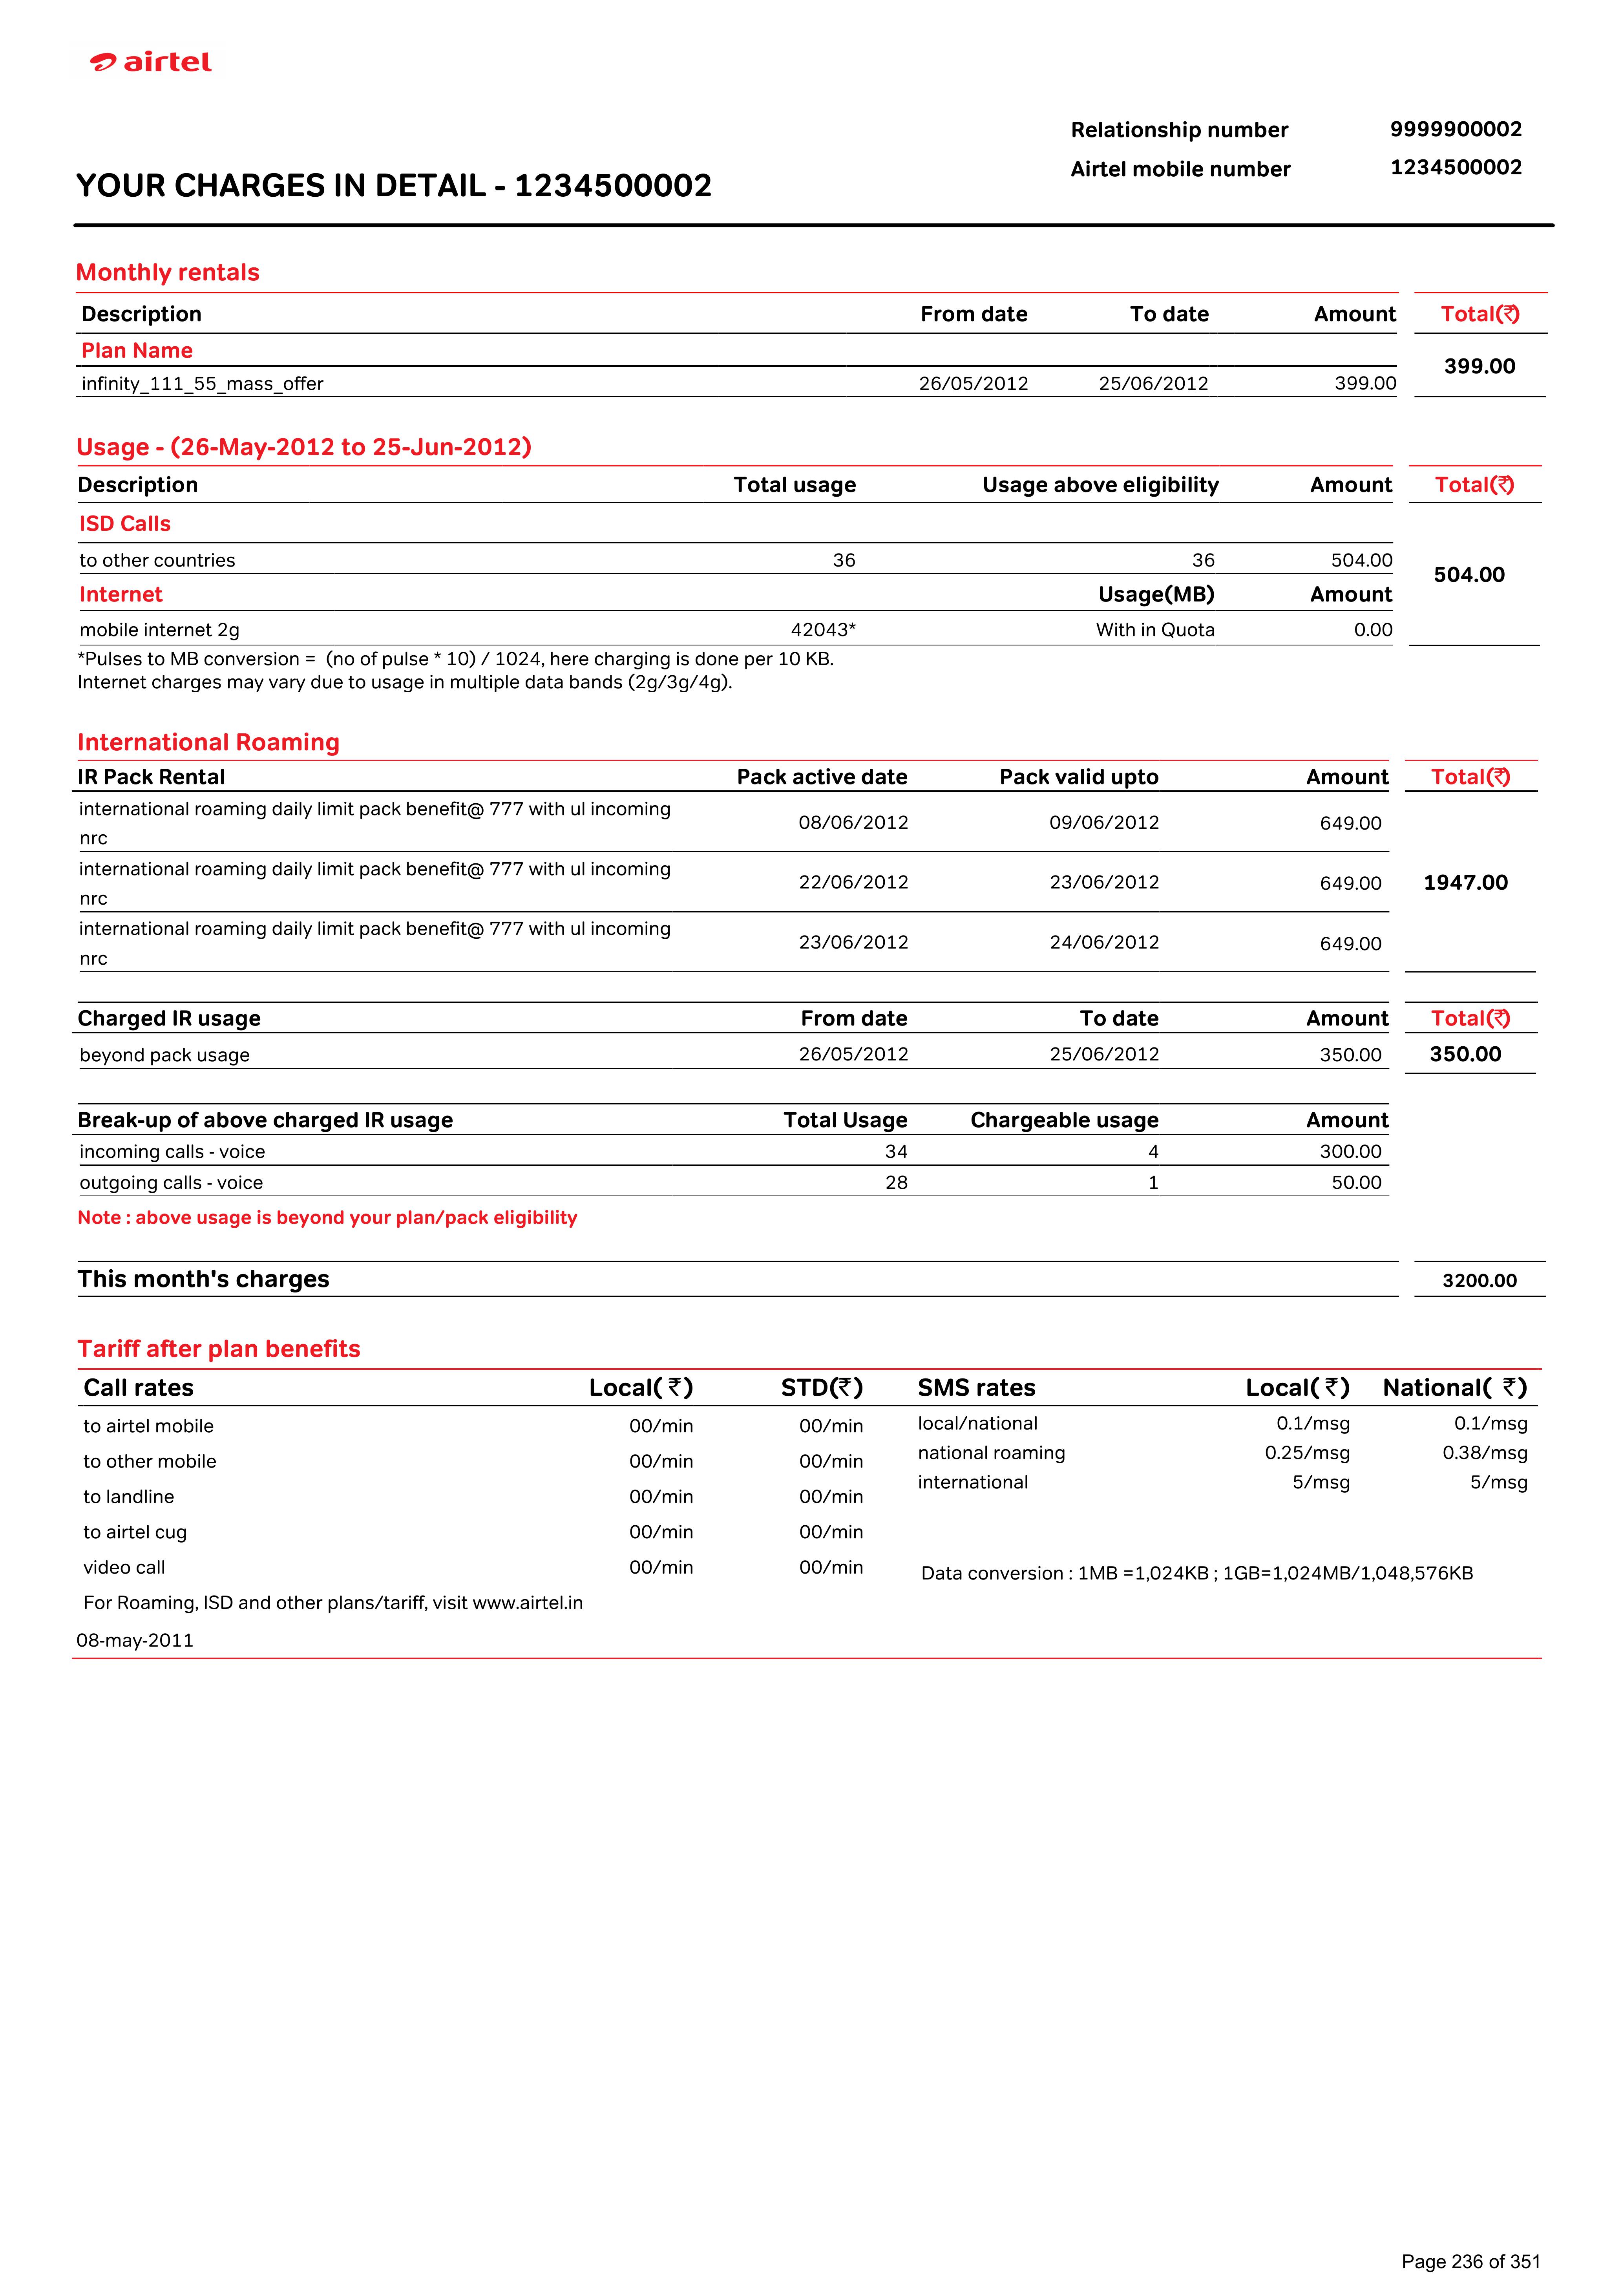 airtel
Relationship number 9999900002
Airtel mobile number 1234500002
YOUR CHARGES IN DETAIL - 1234500002
Monthly rentals
Description From date To date Amount Total(₹)
Plan Name
399.00
infinity_111_55_mass_offer 26/05/2012 25/06/2012 399.00
Usage - (26-May-2012 to 25-Jun-2012)
Description Total usage Usage above eligibility Amount Total(₹)
ISD Calls
to other countries 36 36 504.00
504.00
Internet Usage(MB) Amount
mobile internet 2g 42043* With in Quota 0.00
*Pulses to MB conversion = (no of pulse * 10) / 1024, here charging is done per 10 KB.
Internet charges may vary due to usage in multiple data bands (2g/3g/4g).
International Roaming
IR Pack Rental Pack active date Pack valid upto Amount Total(₹)
international roaming daily limit pack benefit@ 777 with ul incoming
nrc 08/06/2012 09/06/2012 649.00
international roaming daily limit pack benefit@ 777 with ul incoming
nrc 22/06/2012 23/06/2012 649.00 1947.00
international roaming daily limit pack benefit@ 777 with ul incoming
nrc 23/06/2012 24/06/2012 649.00
Charged IR usage From date To date Amount Total(₹)
beyond pack usage 26/05/2012 25/06/2012 350.00 350.00
Break-up of above charged IR usage Total Usage Chargeable usage Amount
incoming calls - voice 34 4 300.00
outgoing calls - voice 28 1 50.00
Note : above usage is beyond your plan/pack eligibility
This month's charges 3200.00
Tariff after plan benefits
Call rates Local( ₹) STD(₹) SMS rates Local( ₹) National( ₹)
to airtel mobile 00/min 00/min local/national 0.1/msg 0.1/msg
to other mobile 00/min 00/min national roaming 0.25/msg 0.38/msg
to landline 00/min 00/min international 5/msg 5/msg
to airtel cug 00/min 00/min
video call 00/min 00/min Data conversion : 1MB =1,024KB ; 1GB=1,024MB/1,048,576KB
For Roaming, ISD and other plans/tariff, visit www.airtel.in
08-may-2011
Page 236 of 351